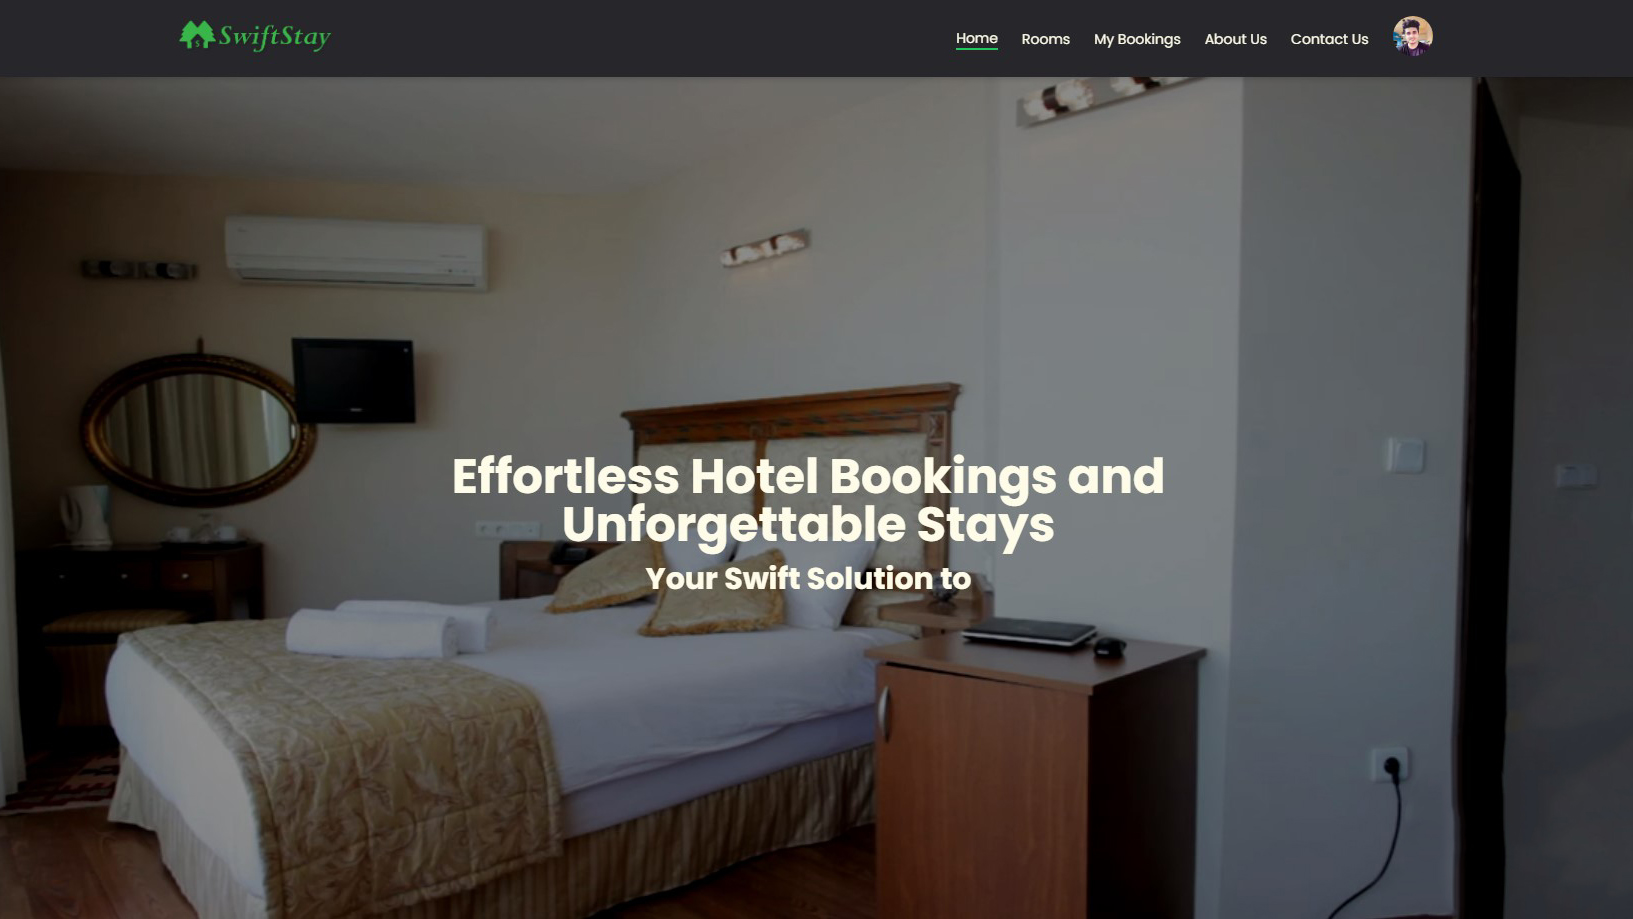 SwiftStay
Home Rooms My Bookings About Us Contact Us
Effortless Hotel Bookings and
Unforgettable Stays
Your Swift Solution to